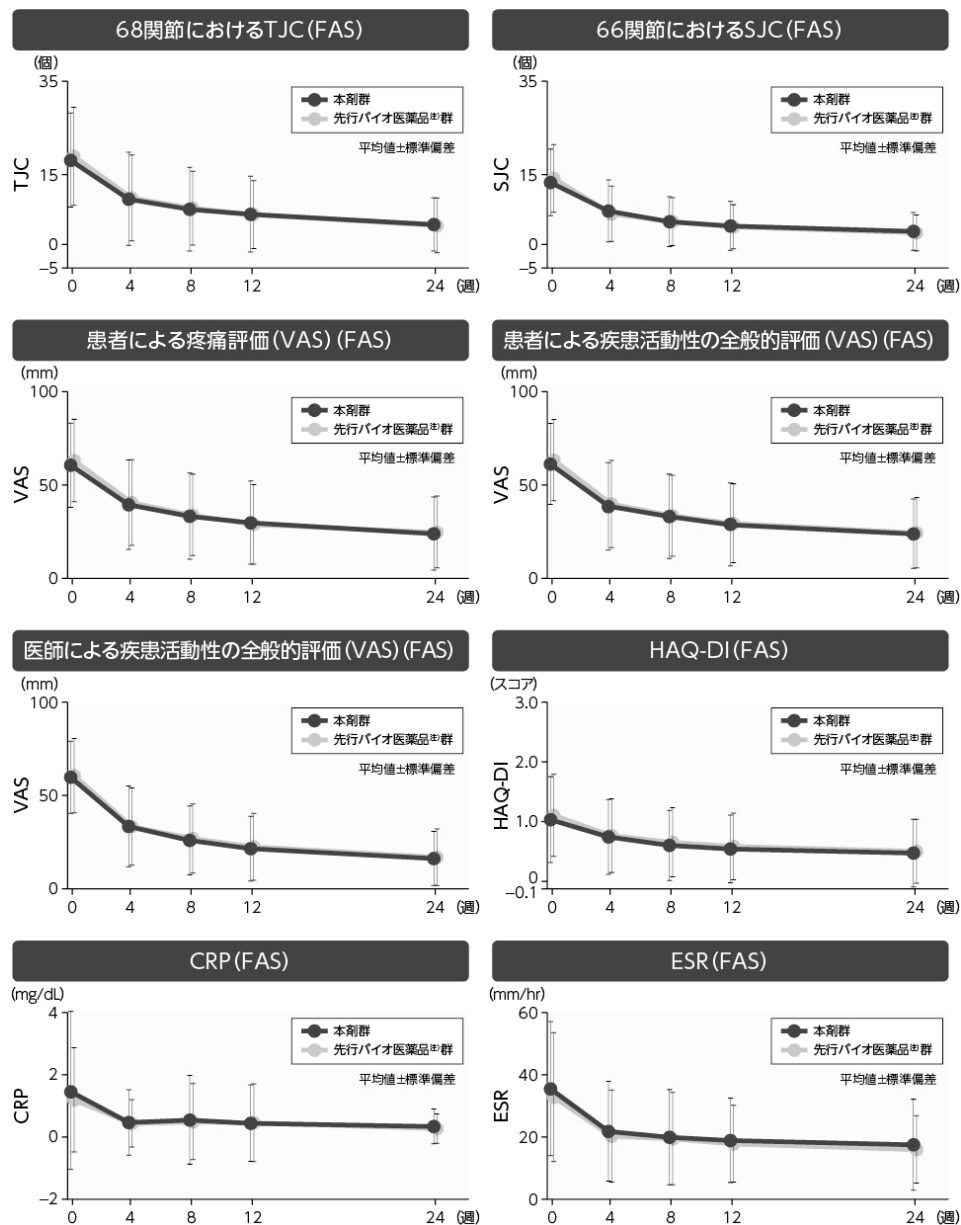 68関節におけるTJC(FAS)
(個)
35
15
0
−5
TJC
本剤群
先行バイオ医薬品注)群
平均値±標準偏差
0 4 8 12 24 (週)
66関節におけるSJC(FAS)
(個)
35
15
0
−5
SJC
本剤群
先行バイオ医薬品注)群
平均値±標準偏差
0 4 8 12 24 (週)
患者による疼痛評価(VAS)(FAS)
(mm)
100
50
0
VAS
本剤群
先行バイオ医薬品注)群
平均値±標準偏差
0 4 8 12 24 (週)
患者による疾患活動性の全般的評価(VAS)(FAS)
(mm)
100
50
0
VAS
本剤群
先行バイオ医薬品注)群
平均値±標準偏差
0 4 8 12 24 (週)
医師による疾患活動性の全般的評価(VAS)(FAS)
(mm)
100
50
0
VAS
本剤群
先行バイオ医薬品注)群
平均値±標準偏差
0 4 8 12 24 (週)
HAQ-DI(FAS)
(スコア)
3.0
2.0
1.0
0
−0.1
HAQ-DI
本剤群
先行バイオ医薬品注)群
平均値±標準偏差
0 4 8 12 24 (週)
CRP(FAS)
(mg/dL)
4
2
0
−2
CRP
本剤群
先行バイオ医薬品注)群
平均値±標準偏差
0 4 8 12 24 (週)
ESR(FAS)
(mm/hr)
60
40
20
0
ESR
本剤群
先行バイオ医薬品注)群
平均値±標準偏差
0 4 8 12 24 (週)